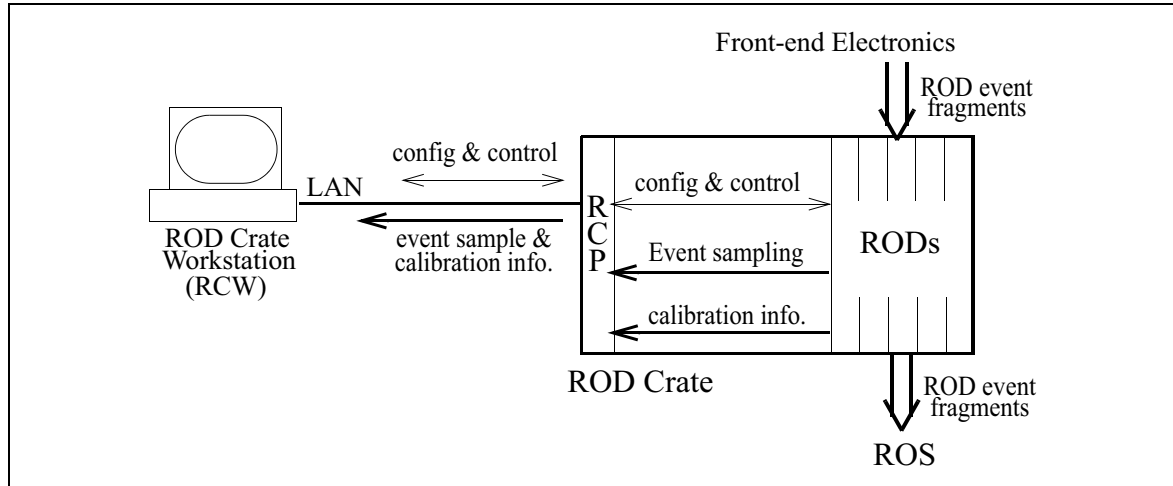 Front-end Electronics
ROD event
fragments
config & control
LAN
event sample &
calibration info.
ROD Crate
Workstation
(RCW)
RCP
config & control
Event sampling
calibration info.
RODs
ROD Crate
ROD event
fragments
ROS